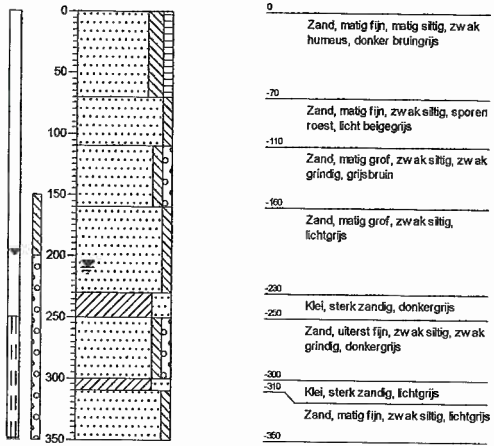 0
50
100
150
200
250
300
350
0
Zand, matig fijn, matig siltig, zwak
humeus, donker bruingrijs
-70
Zand, matig fijn, zwak siltig, sporen
roest, licht beigegrijs
-110
Zand, matig grof, zwak siltig, zwak
grindig, grijsbruin
-160
Zand, matig grof, zwak siltig,
lichtgrijs
-230
Klei, sterk zandig, donkergrijs
-250
Zand, uiterst fijn, zwak siltig, zwak
grindig, donkergrijs
-300
-310
Klei, sterk zandig, lichtgrijs
Zand, matig fijn, zwak siltig, lichtgrijs
-350